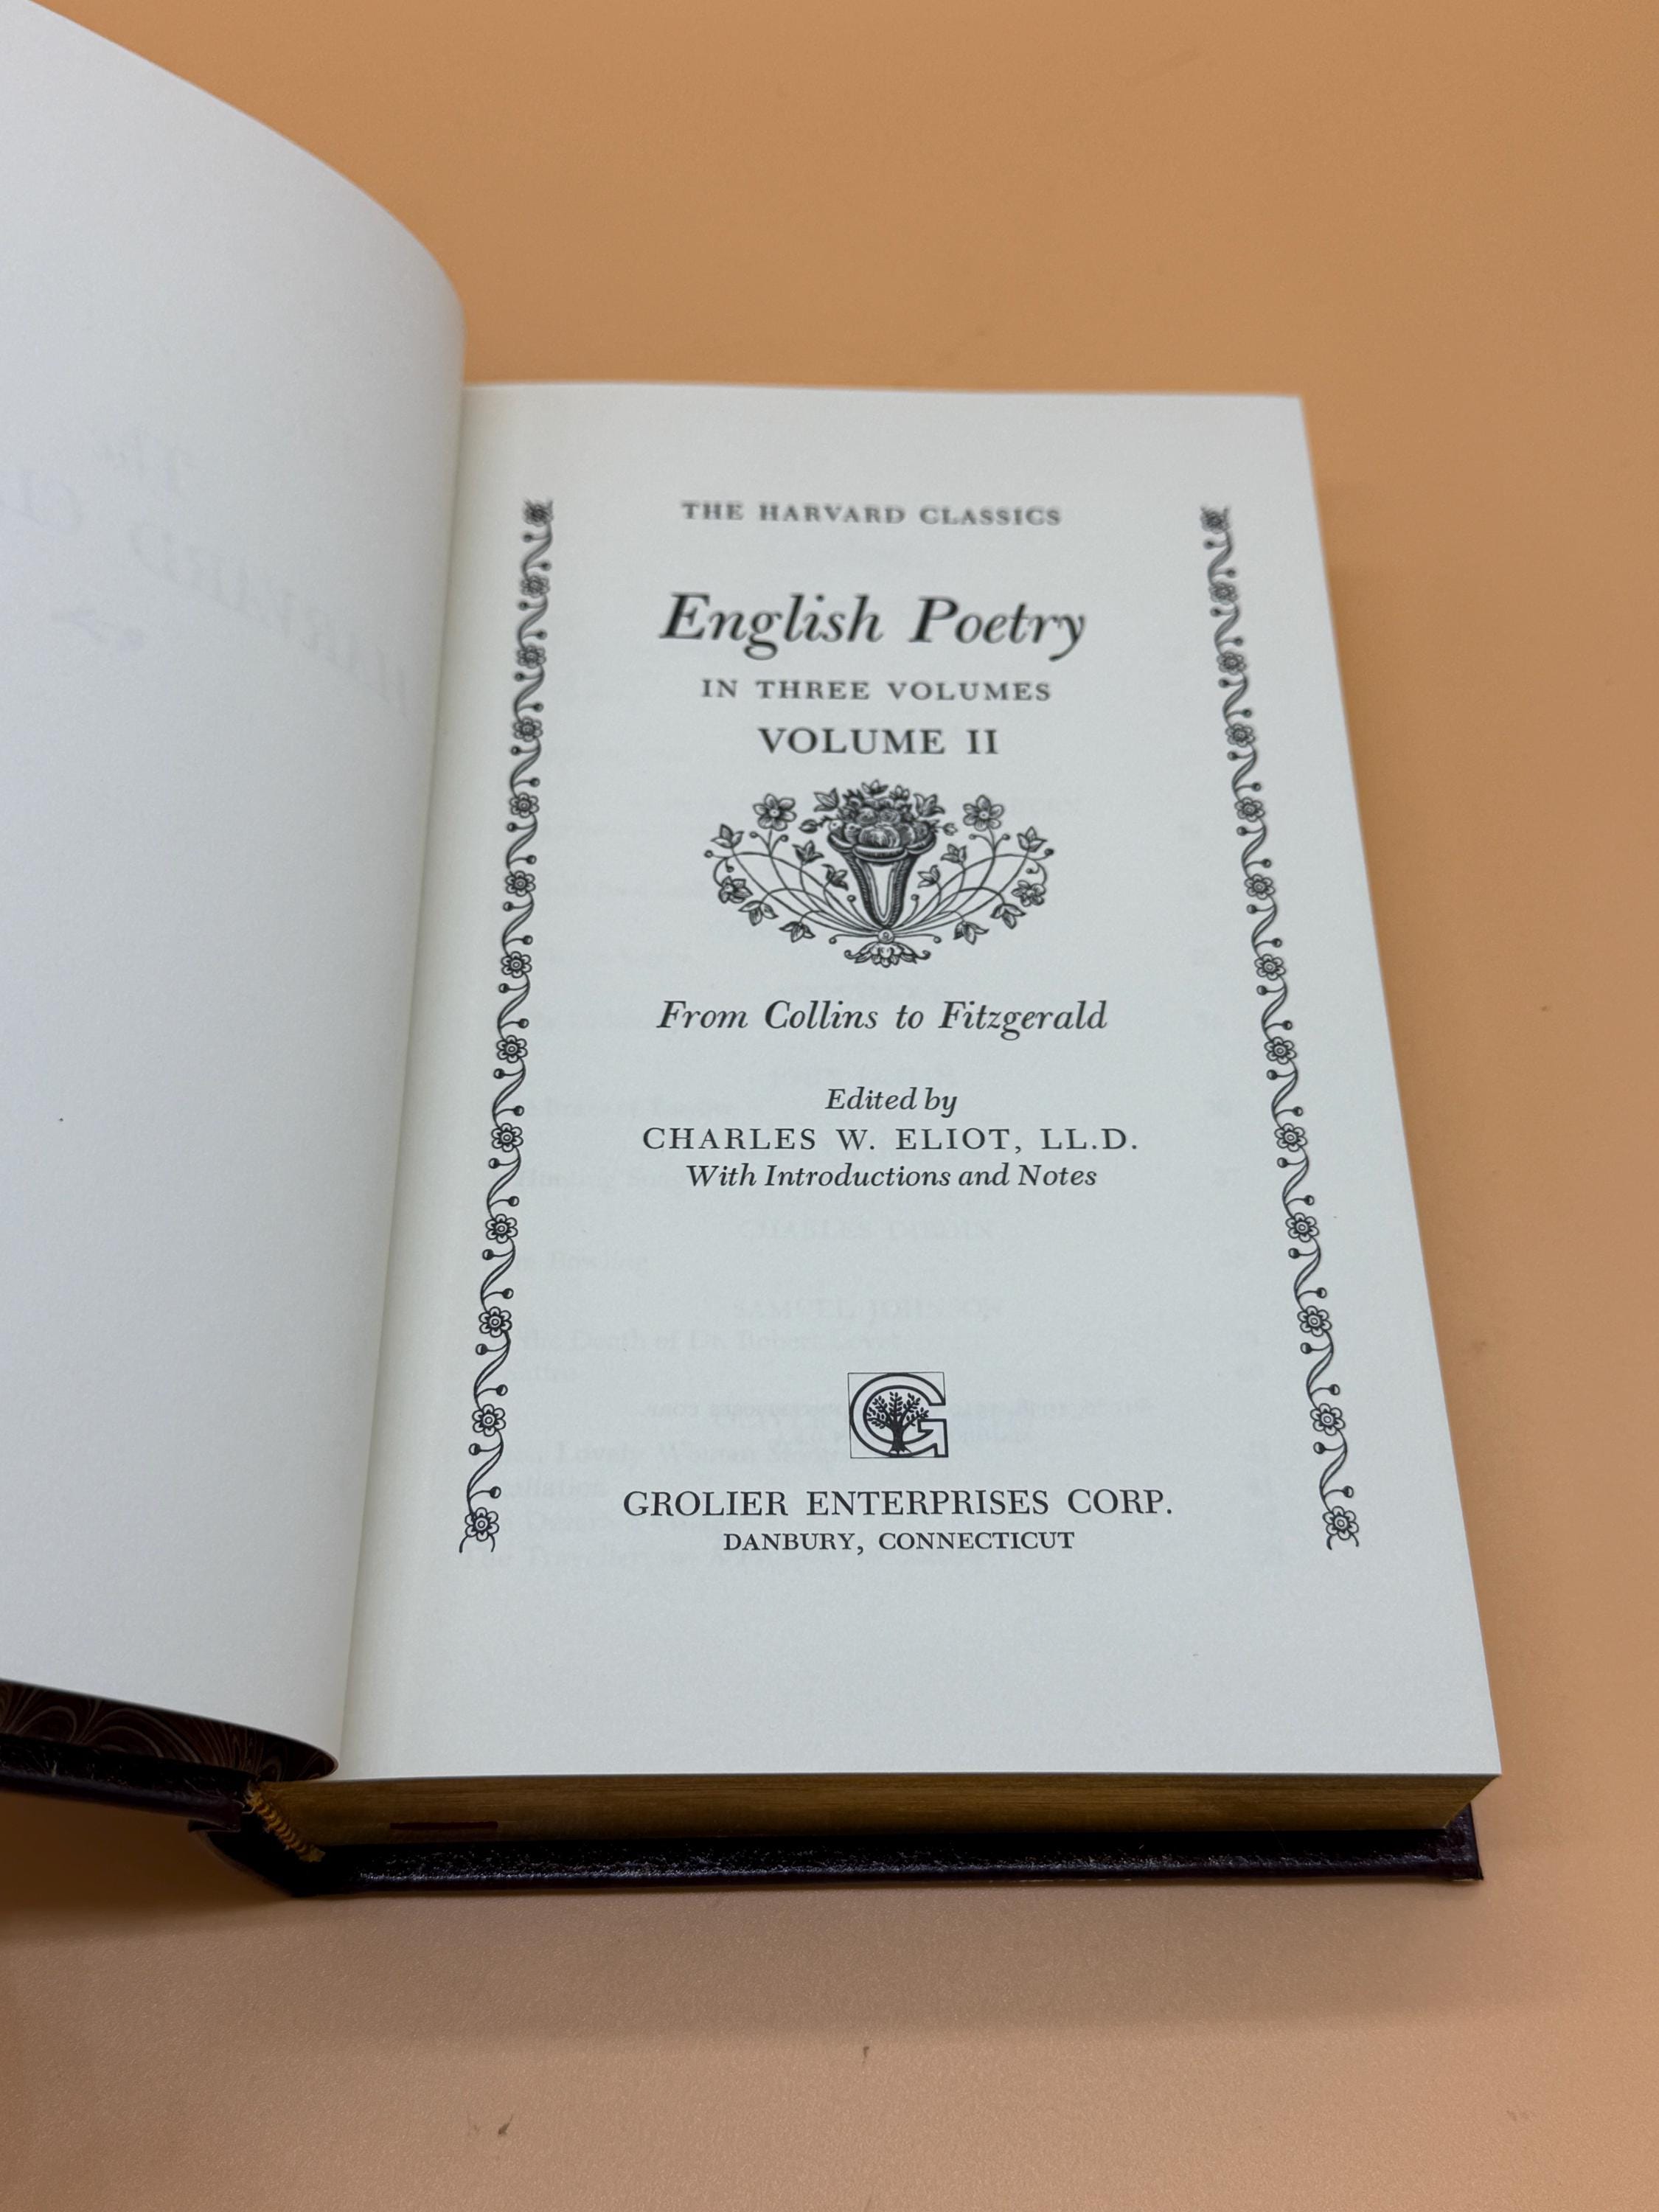 THE HARVARD CLASSICS
English Poetry
IN THREE VOLUMES
VOLUME II
From Collins to Fitzgerald
Edited by
CHARLES W. ELIOT, LL.D.
With Introductions and Notes
G
GROLIER ENTERPRISES CORP.
DANBURY, CONNECTICUT